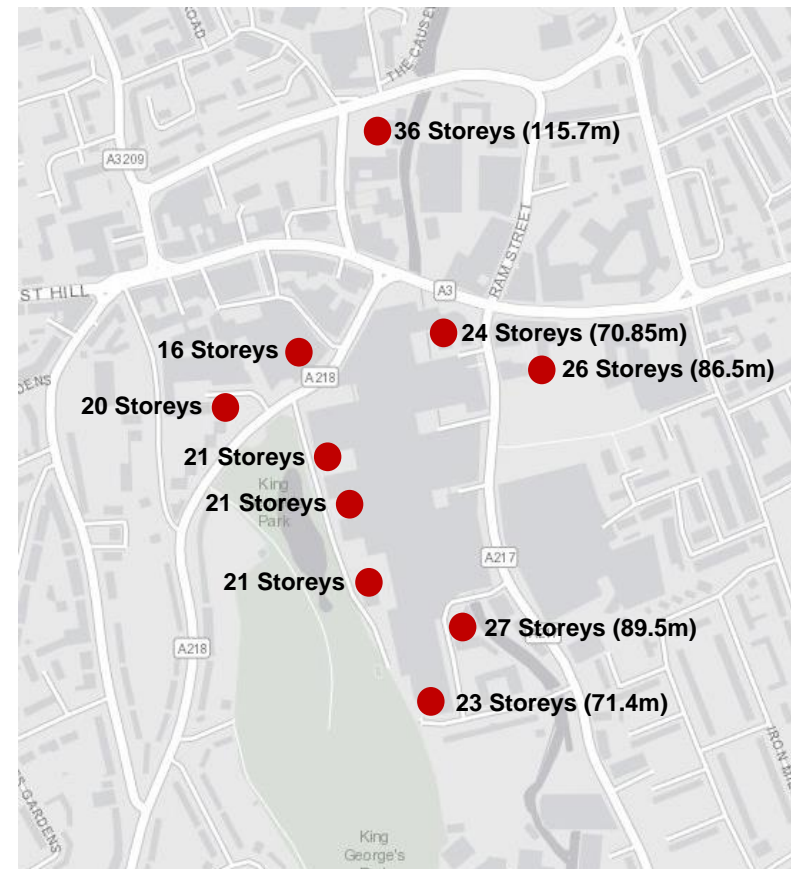 ROAD
THE CAUSE
36 Storeys (115.7m)
A3209
RAM STREET
ST HILL
A3
24 Storeys (70.85m)
16 Storeys
A218
26 Storeys (86.5m)
DENS
20 Storeys
21 Storeys
King
21 Storeys
Park
A217
21 Storeys
27 Storeys (89.5m)
A218
23 Storeys (71.4m)
IRON MIL
GARDENS
King
George's